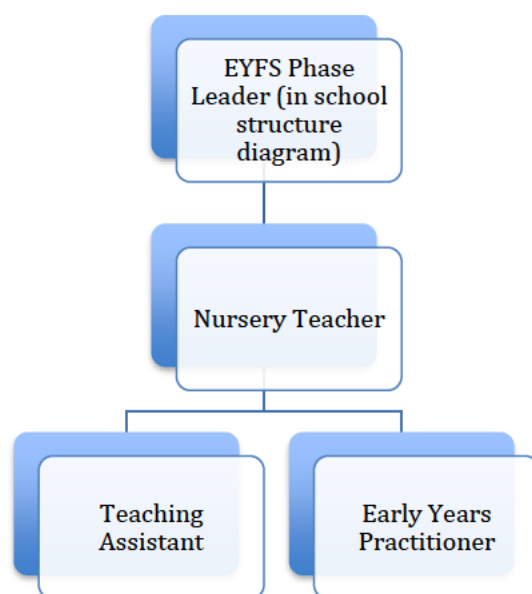 EYFS Phase
Leader (in school
structure
diagram)
Nursery Teacher
Teaching
Assistant
Early Years
Practitioner